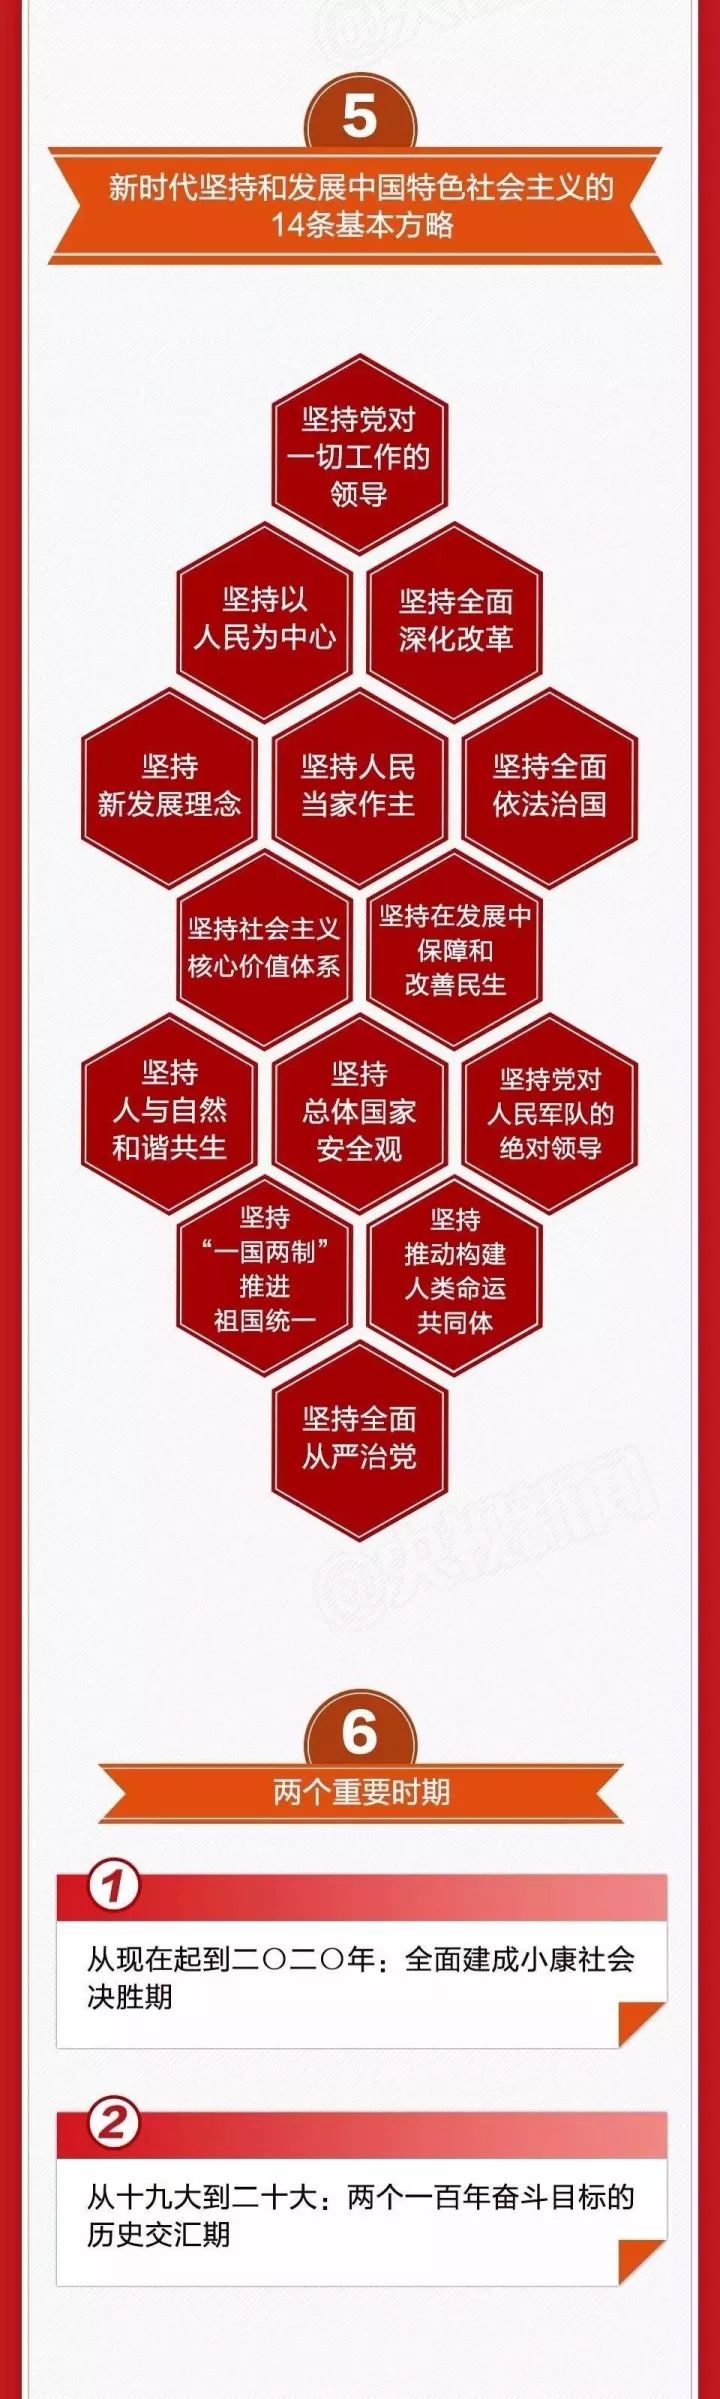 5
新时代坚持和发展中国特色社会主义的
14条基本方略
坚持党对
一切工作的
领导
坚持以
人民为中心
坚持全面
深化改革
坚持
新发展理念
坚持人民
当家作主
坚持全面
依法治国
坚持社会主义
核心价值体系
坚持在发展中
保障和
改善民生
坚持
人与自然
和谐共生
坚持
总体国家
安全观
坚持党对
人民军队的
绝对领导
坚持
“一国两制”
推进
祖国统一
坚持
推动构建
人类命运
共同体
坚持全面
从严治党
6
两个重要时期
1
从现在起到二〇二〇年：全面建成小康社会
决胜期
2
从十九大到二十大：两个一百年奋斗目标的
历史交汇期